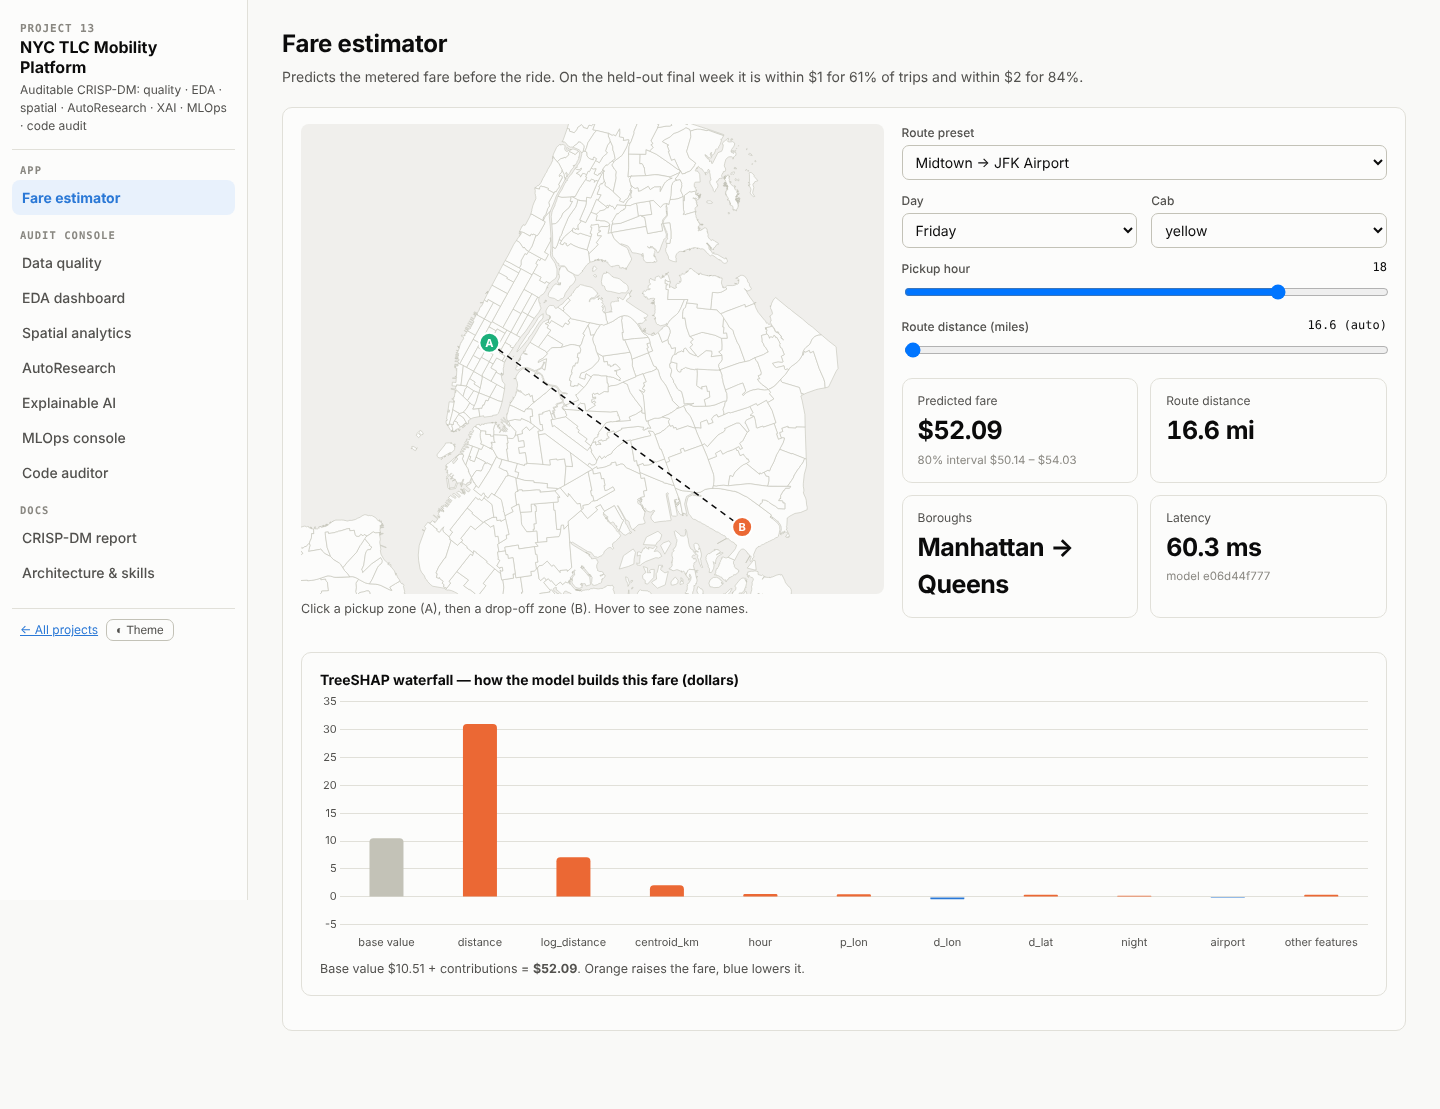 PROJECT 13
NYC TLC Mobility
Platform
Auditable CRISP-DM: quality · EDA ·
spatial · AutoResearch · XAI · MLOps
· code audit
APP
Fare estimator
AUDIT CONSOLE
Data quality
EDA dashboard
Spatial analytics
AutoResearch
Explainable AI
MLOps console
Code auditor
DOCS
CRISP-DM report
Architecture & skills
← All projects
Theme
Fare estimator
Predicts the metered fare before the ride. On the held-out final week it is within $1 for 61% of trips and within $2 for 84%.
A
B
Click a pickup zone (A), then a drop-off zone (B). Hover to see zone names.
Route preset
Midtown → JFK Airport
Day
Cab
Friday
yellow
Pickup hour
18
Route distance (miles)
16.6 (auto)
Predicted fare
$52.09
80% interval $50.14 – $54.03
Route distance
16.6 mi
Boroughs
Manhattan →
Queens
Latency
60.3 ms
model e06d44f777
TreeSHAP waterfall — how the model builds this fare (dollars)
35
30
25
20
15
10
5
0
-5
base value distance log_distance centroid_km hour p_lon d_lon d_lat night airport other features
Base value $10.51 + contributions = $52.09. Orange raises the fare, blue lowers it.